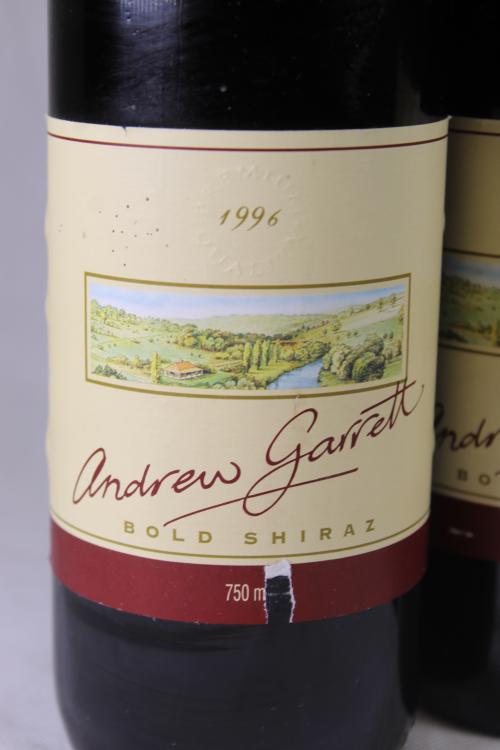 1996
Andrew Garrett
BOLD SHIRAZ
750 m